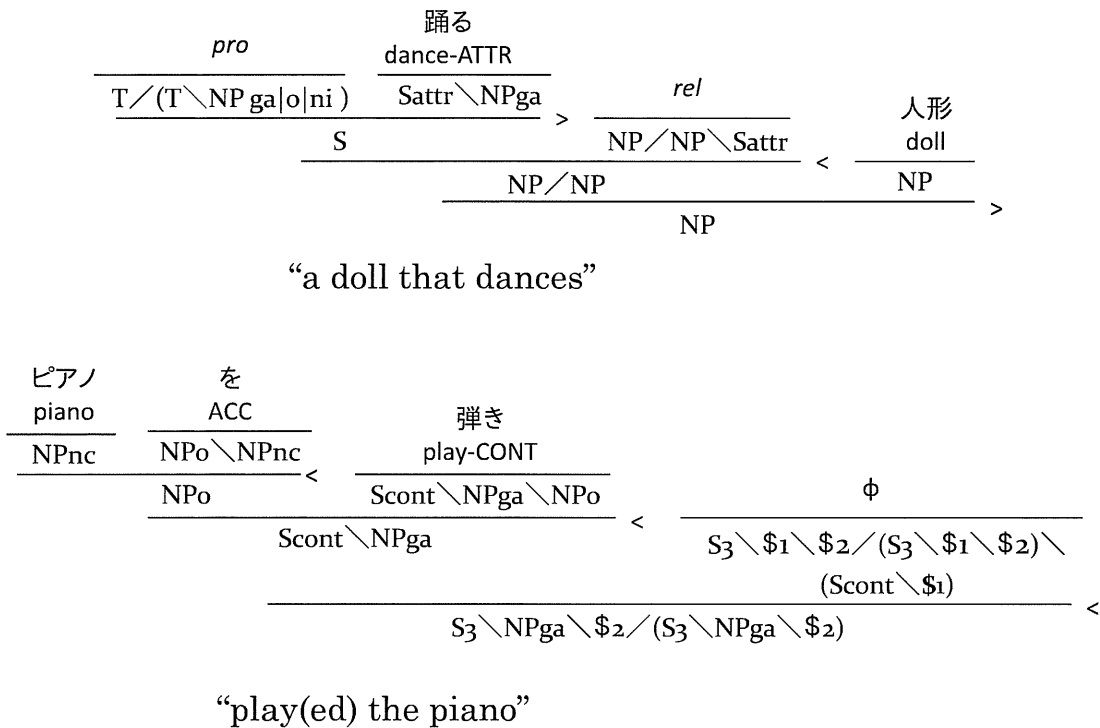 pro 踊る
dance-ATTR
T／(T＼NP ga|o|ni ) Sattr＼NPga
> rel 人形
S NP／NP＼Sattr doll
< NP
NP／NP
>
NP
“a doll that dances”
ピアノ を
piano ACC 弾き
NPnc NPo＼NPnc play-CONT
< ф
NPo Scont＼NPga＼NPo
<
Scont＼NPga S3＼$1＼$2／(S3＼$1＼$2)＼
(Scont＼$1)
<
S3＼NPga＼$2／(S3＼NPga＼$2)
“play(ed) the piano”